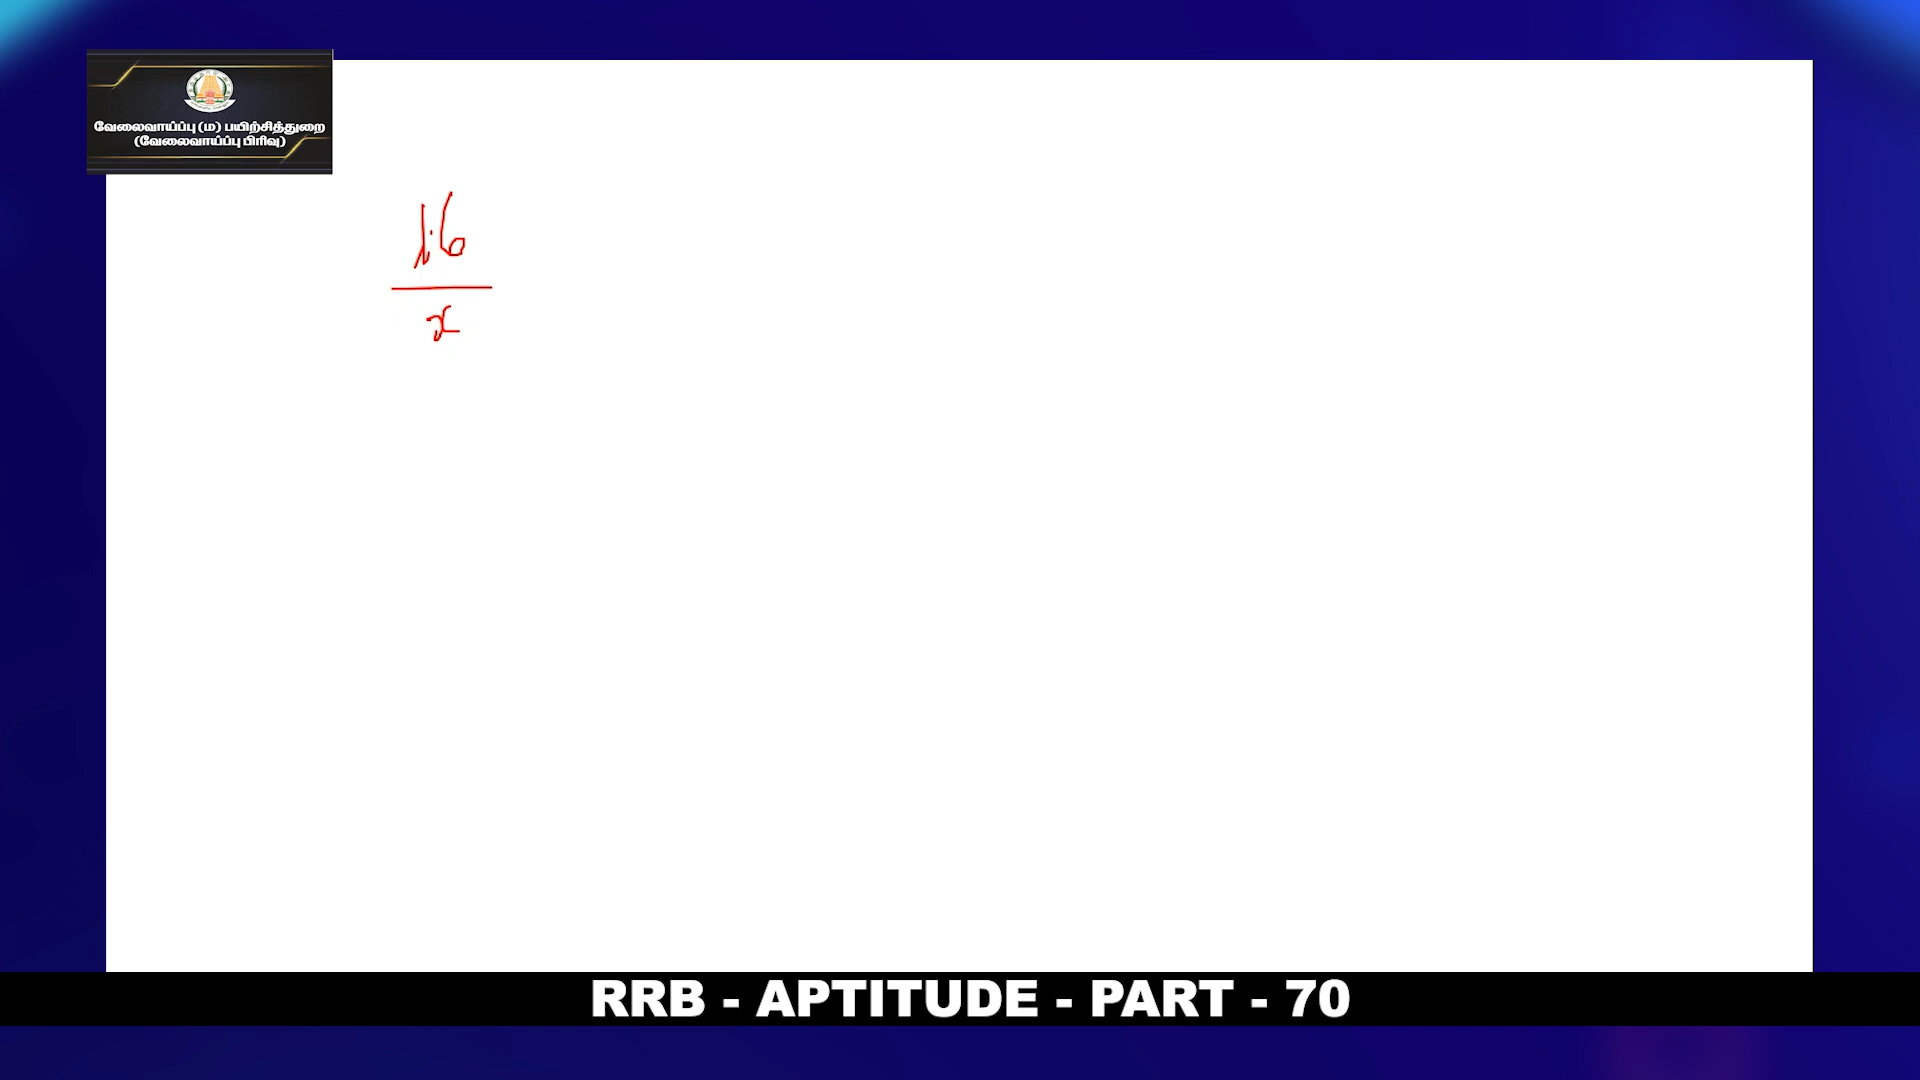 வேலைவாய்ப்பு (ம) பயிற்சித்துறை
(வேலைவாய்ப்பு பிரிவு)
1.6
x
RRB - APTITUDE - PART - 70